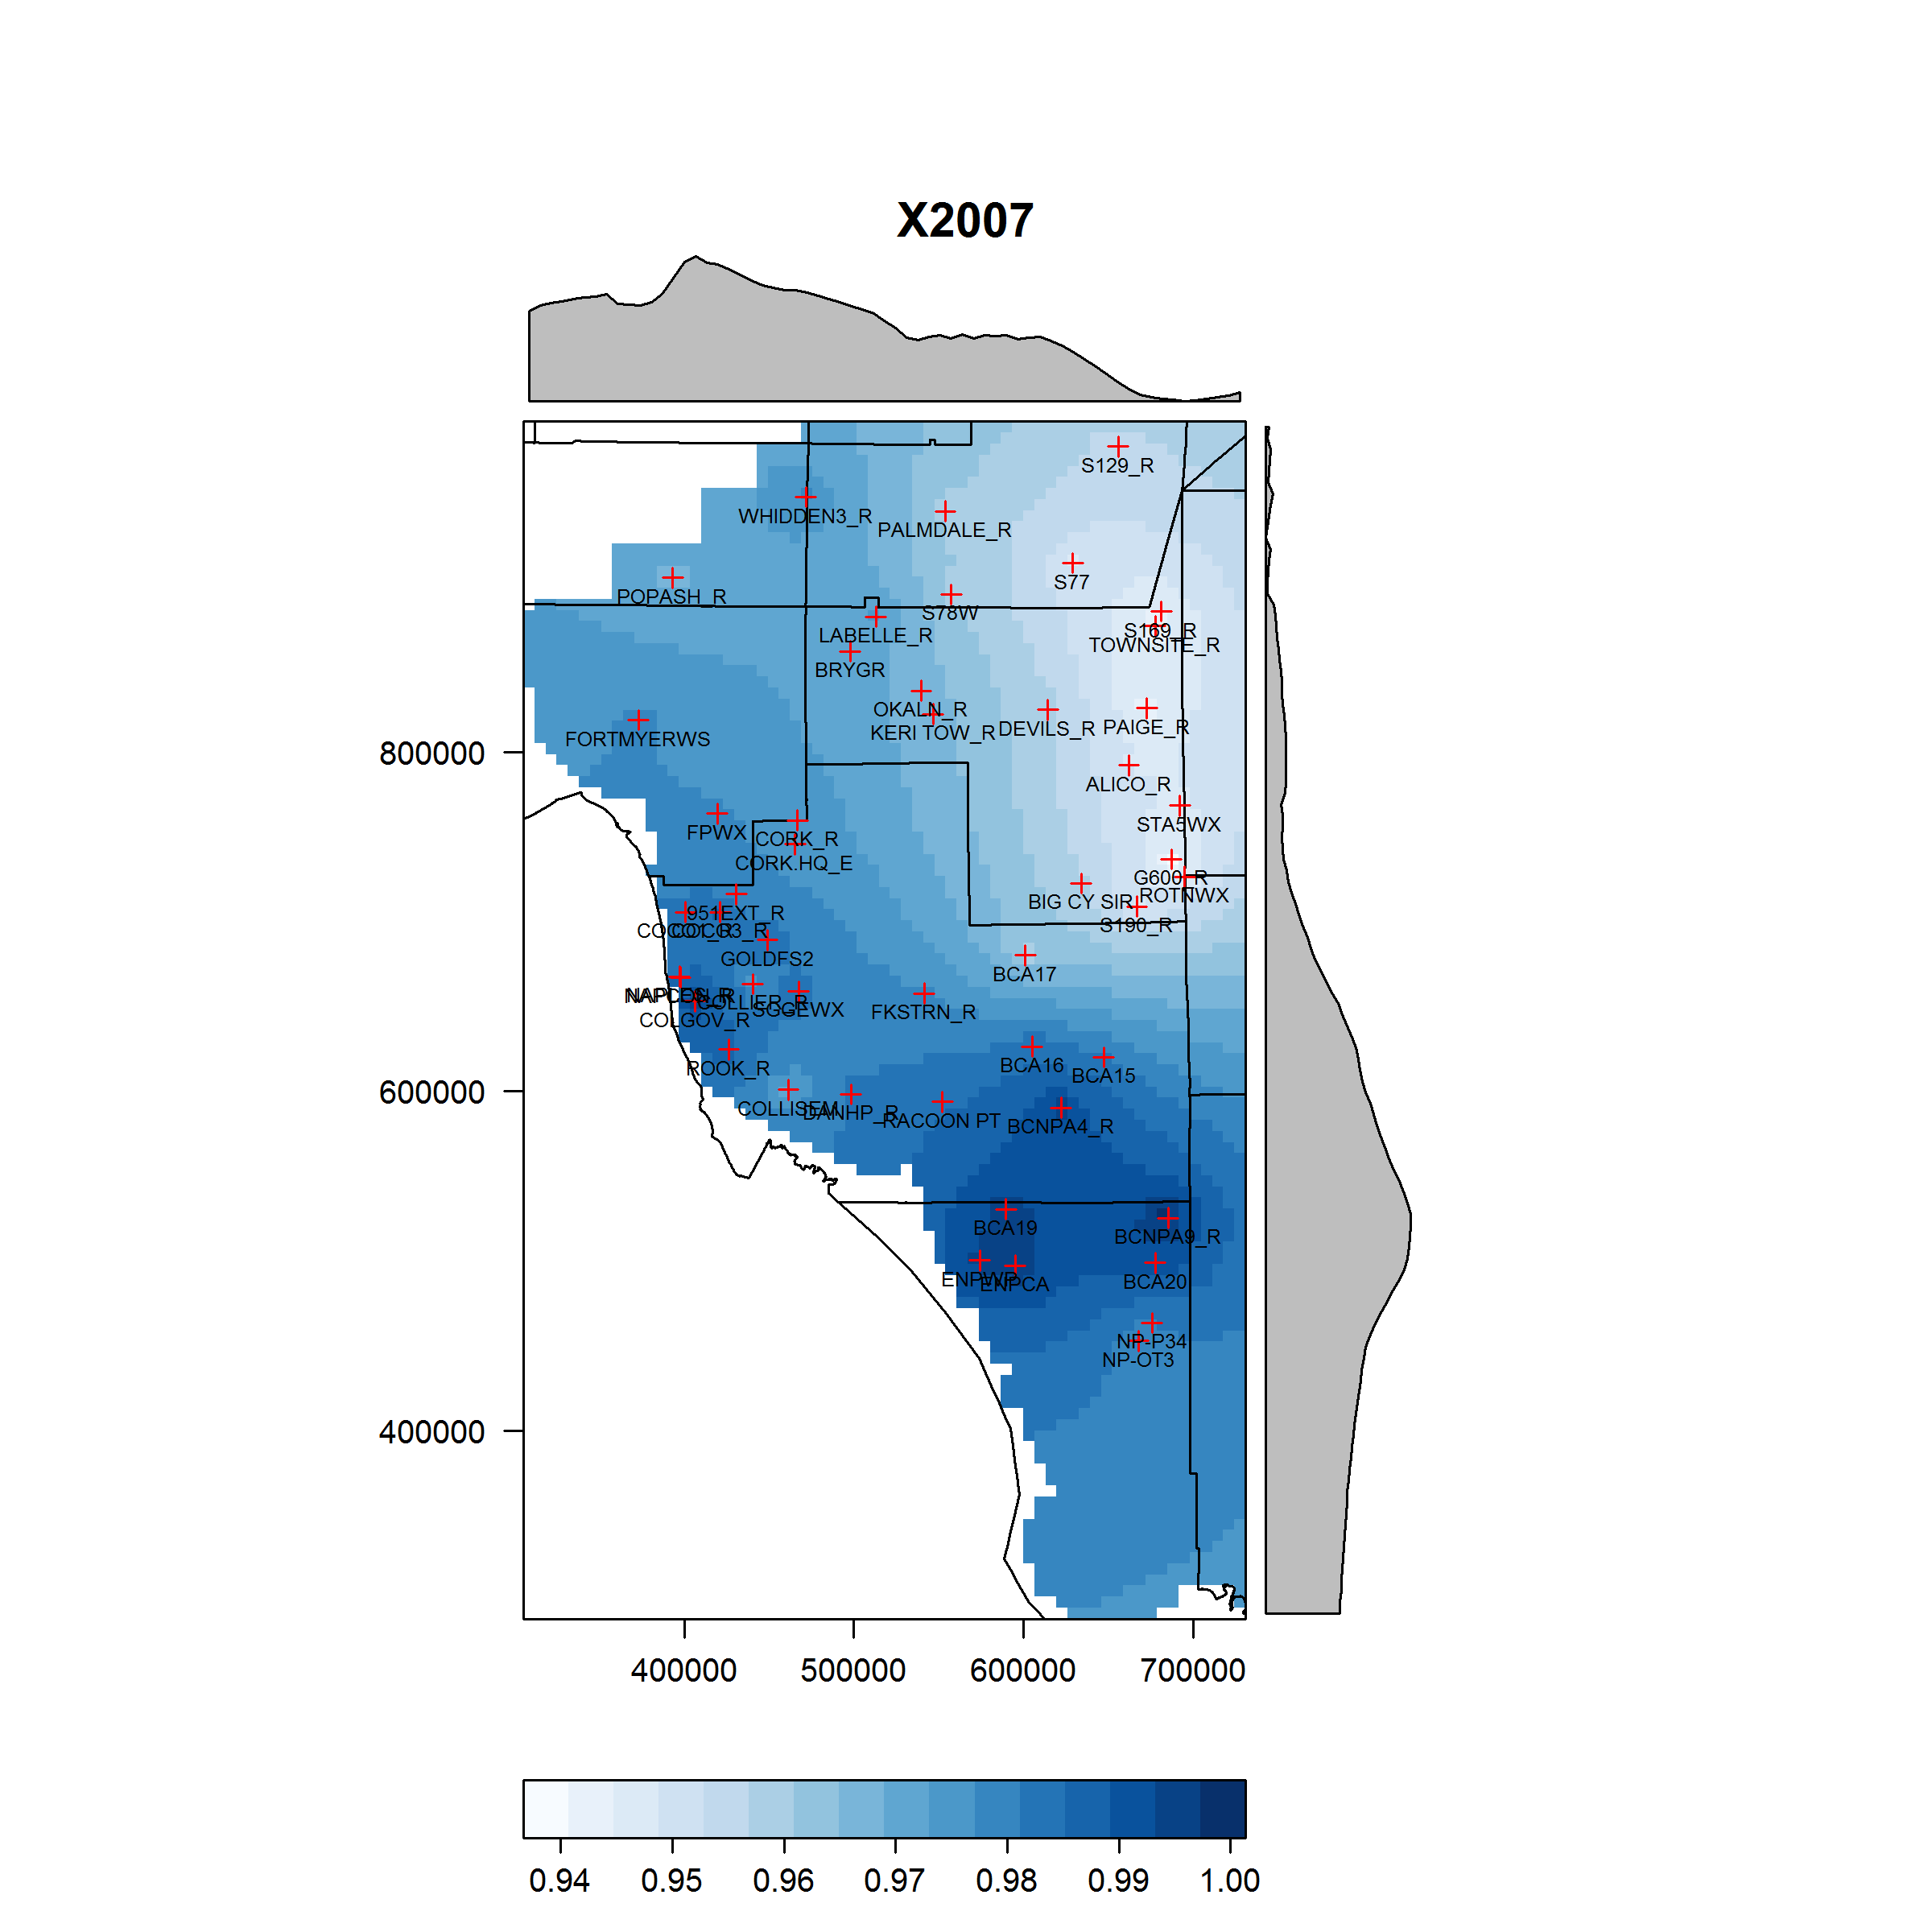 X2007
S129_R
WHIDDEN3_R
PALMDALE_R
S77
POPASH_R
S78W
S169_R
LABELLE_R
TOWNSITE_R
BRYGR
OKALN_R
KERI TOW_R
DEVILS_R
PAIGE_R
FORTMYERWS
800000
ALICO_R
STA5WX
FPWX
CORK_R
CORK.HQ_E
G600_R
ROTNWX
BIG CY SIR
S190_R
951EXT_R
COCO1_R
COCO3_R
GOLDFS2
BCA17
NAPLES_R
COLLIER_R
SGGEWX
FKSTRN_R
COLGOV_R
ROOK_R
BCA16
BCA15
600000
COLLISEM
DANHP_R
RACOON PT
BCNPA4_R
BCA19
BCNPA9_R
ENPWP
ENPCA
BCA20
NP-P34
NP-OT3
400000
400000 500000 600000 700000
0.94 0.95 0.96 0.97 0.98 0.99 1.00